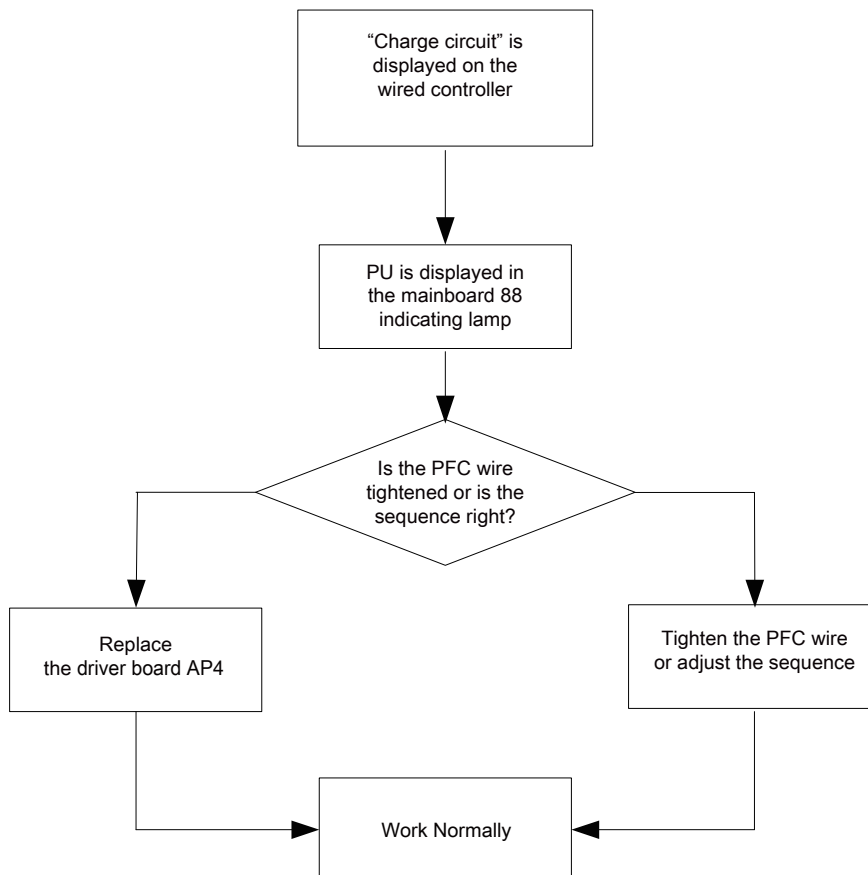 “Charge circuit” is
displayed on the
wired controller
PU is displayed in
the mainboard 88
indicating lamp
Is the PFC wire
tightened or is the
sequence right?
Replace
the driver board AP4
Tighten the PFC wire
or adjust the sequence
Work Normally